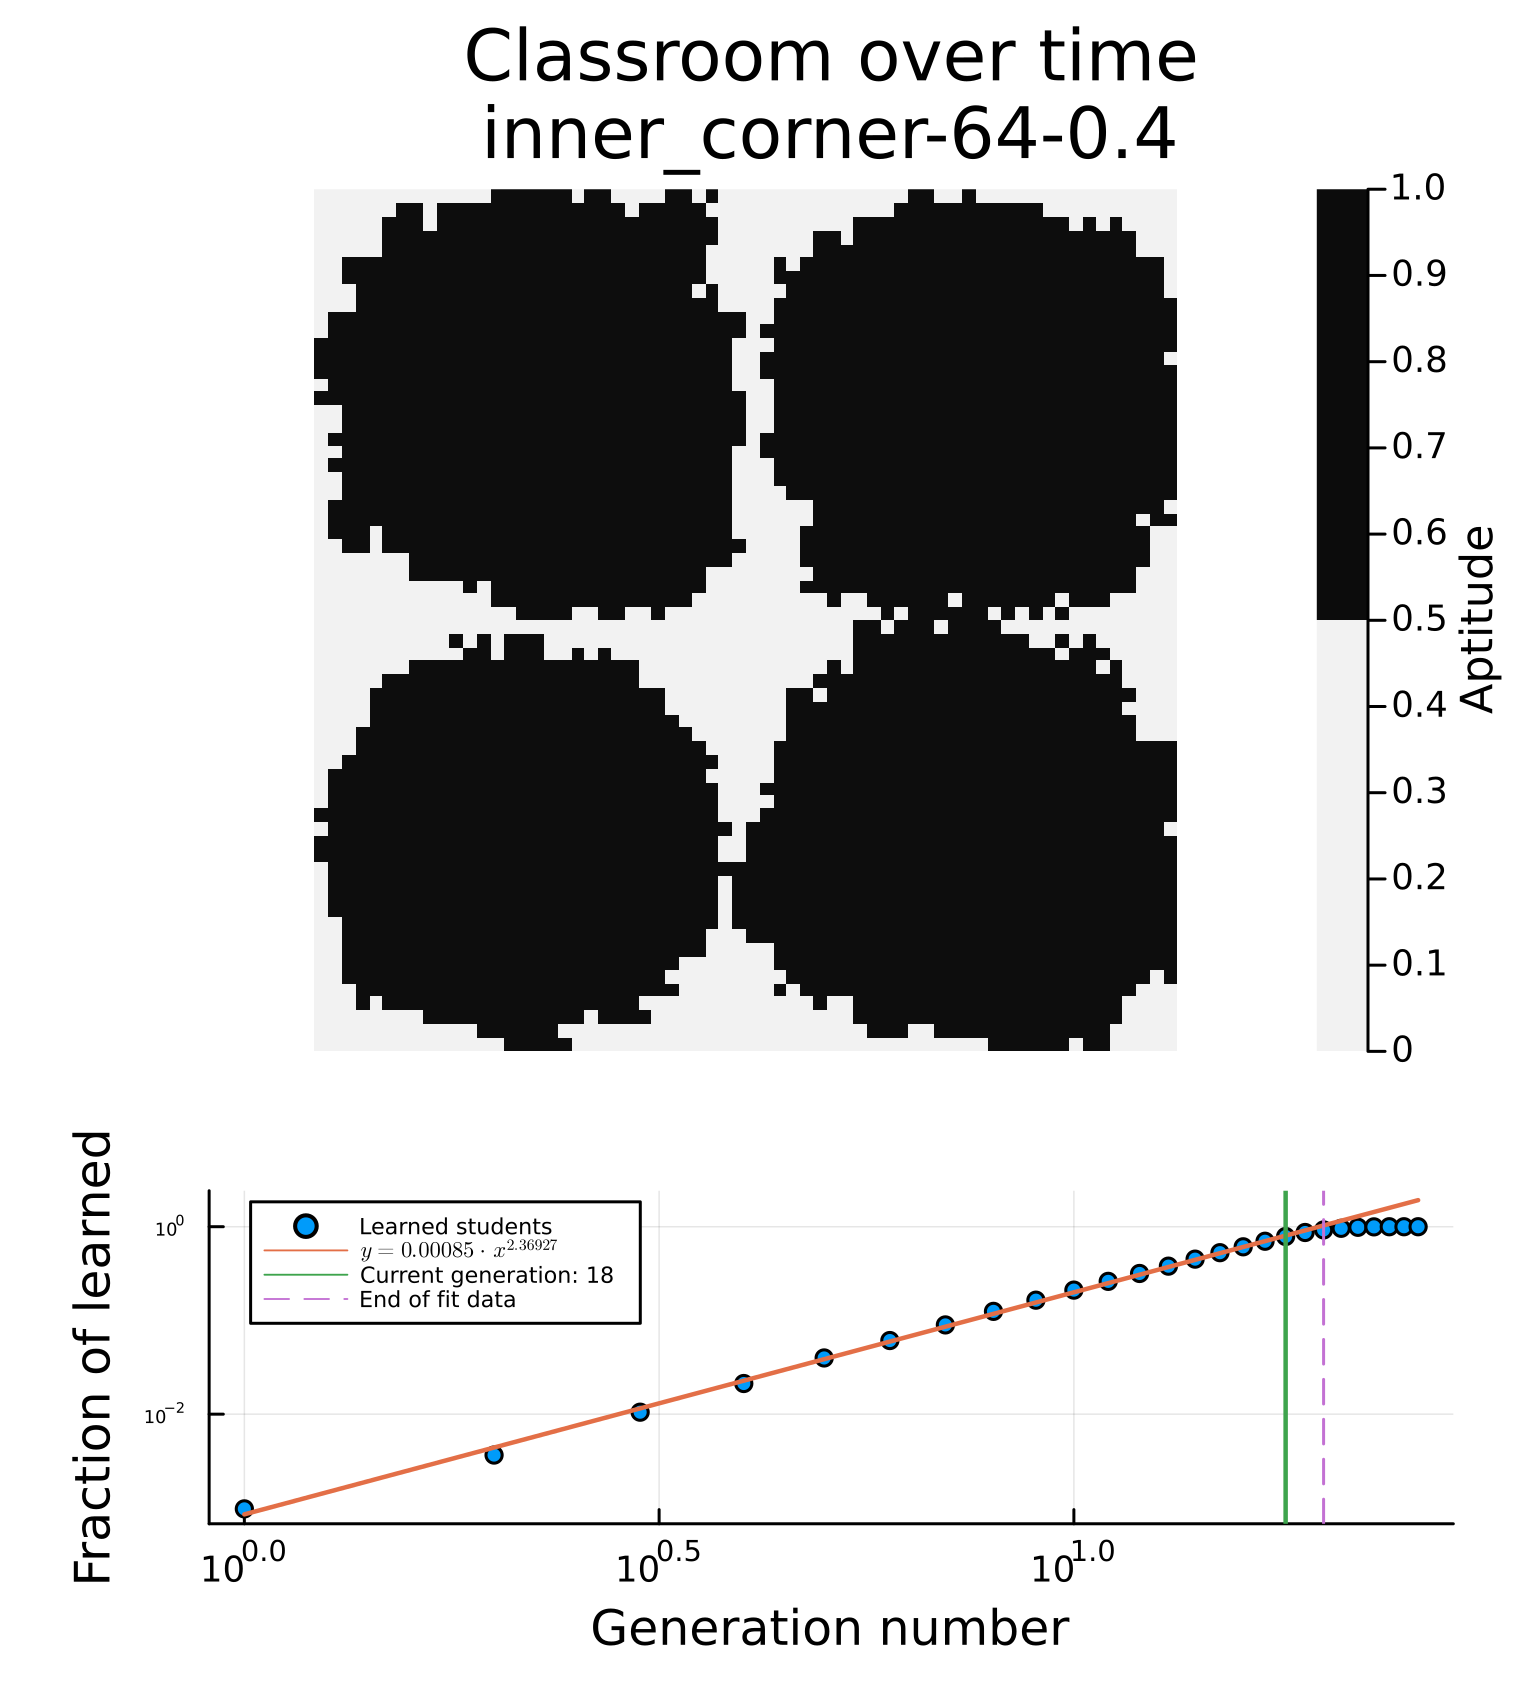 Classroom over time
inner_corner-64-0.4
1.0
0.9
0.8
0.7
0.6
0.5
0.4
0.3
0.2
0.1
0
Aptitude
Fraction of learned
10^0
10^-2
Learned students
y = 0.00085 · x^2.36927
Current generation: 18
End of fit data
10^0.0
10^0.5
10^1.0
Generation number